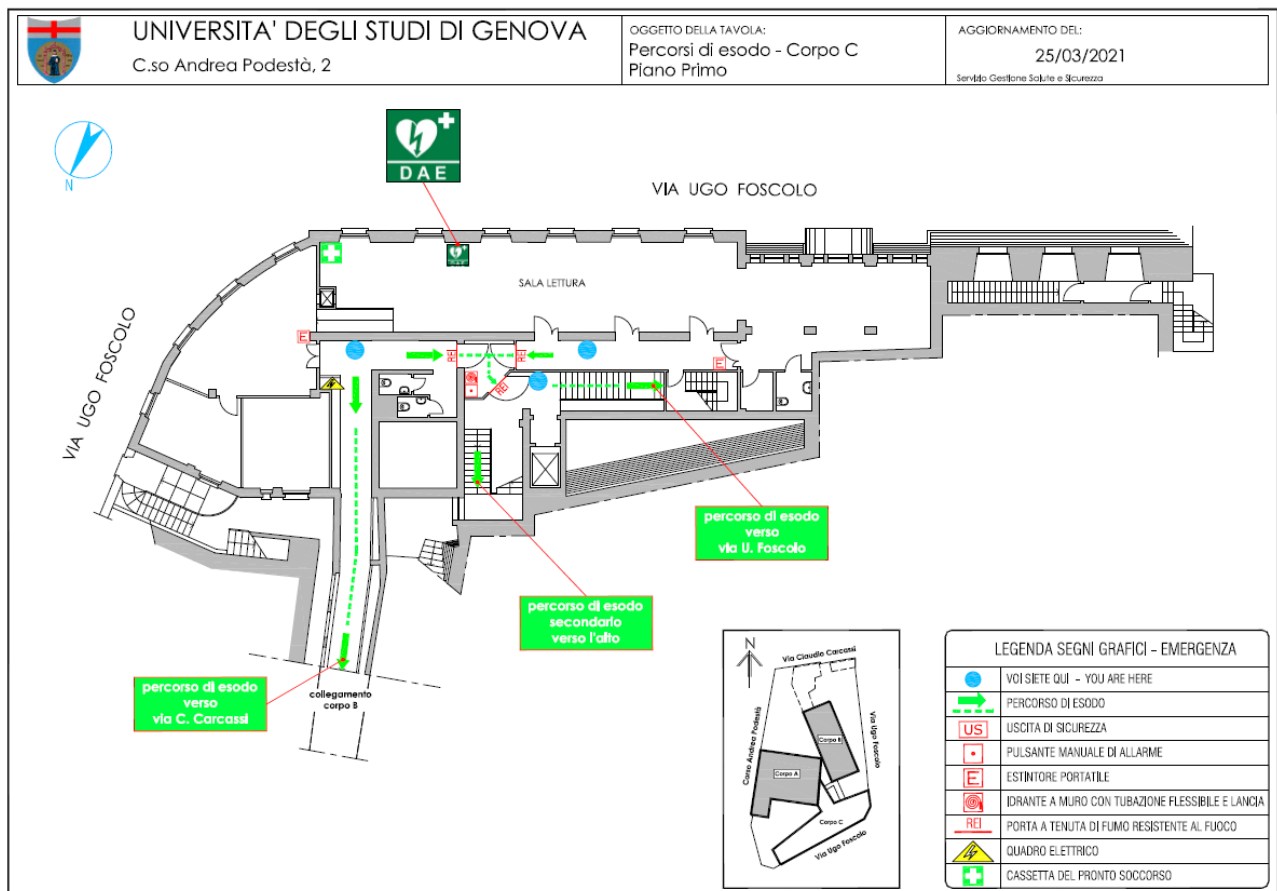 UNIVERSITA' DEGLI STUDI DI GENOVA
C.so Andrea Podestà, 2
OGGETTO DELLA TAVOLA:
Percorsi di esodo - Corpo C
Piano Primo
AGGIORNAMENTO DEL:
25/03/2021
Servizio Gestione Salute e Sicurezza
N
DAE
VIA UGO FOSCOLO
DAE
SALA LETTURA
VIA UGO FOSCOLO
E
REI
REI
E
REI
percorso di esodo
verso
via U. Foscolo
percorso di esodo
secondario
verso l'alto
percorso di esodo
verso
via C. Carcassi
collegamento
corpo B
N
Via Claudio Carcassi
Corso Andrea Podestà
Via Ugo Foscolo
Corpo B
Corpo A
Corpo C
Via Ugo Foscolo
LEGENDA SEGNI GRAFICI - EMERGENZA
VOI SIETE QUI - YOU ARE HERE
PERCORSO DI ESODO
US USCITA DI SICUREZZA
PULSANTE MANUALE DI ALLARME
E ESTINTORE PORTATILE
IDRANTE A MURO CON TUBAZIONE FLESSIBILE E LANCIA
REI PORTA A TENUTA DI FUMO RESISTENTE AL FUOCO
QUADRO ELETTRICO
CASSETTA DEL PRONTO SOCCORSO